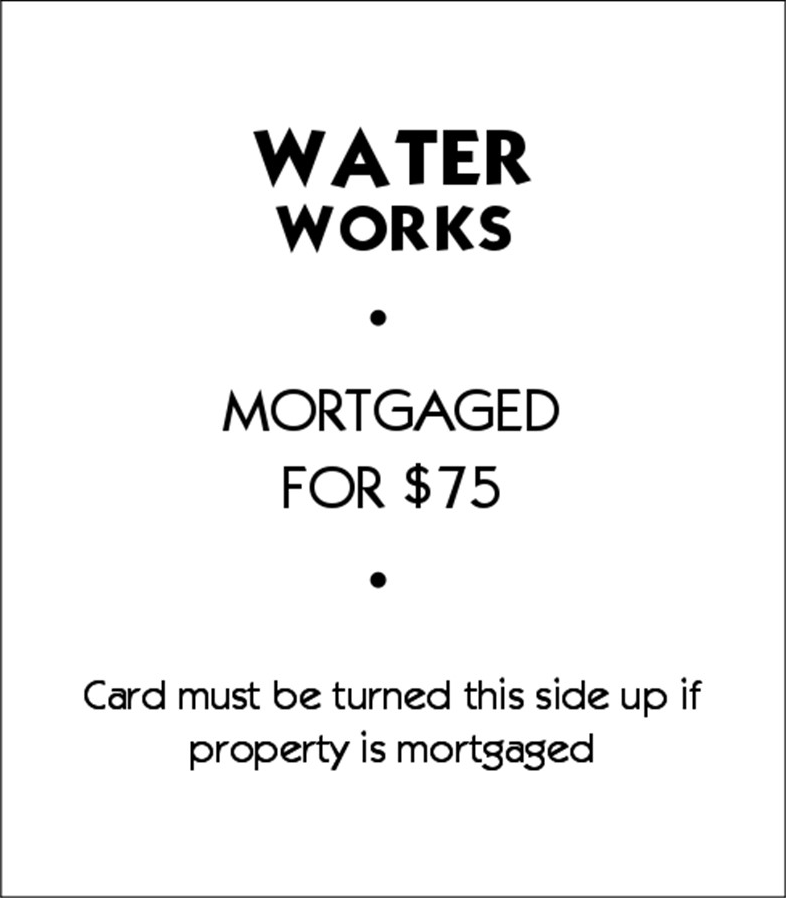 WATER
WORKS
•
MORTGAGED
FOR $75
•
Card must be turned this side up if
property is mortgaged